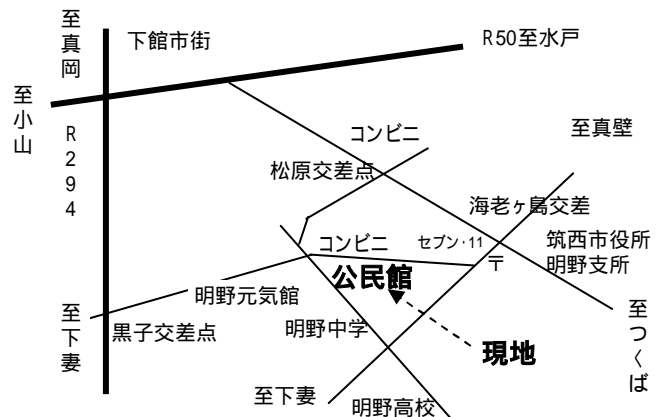 至真岡
下館市街
R50至水戸
至小山
R294
コンビニ
至真壁
松原交差点
海老ヶ島交差
コンビニ
セブン・11
〒
筑西市役所
明野支所
公民館
明野元気館
至下妻
黒子交差点
明野中学
現地
至つくば
至下妻
明野高校